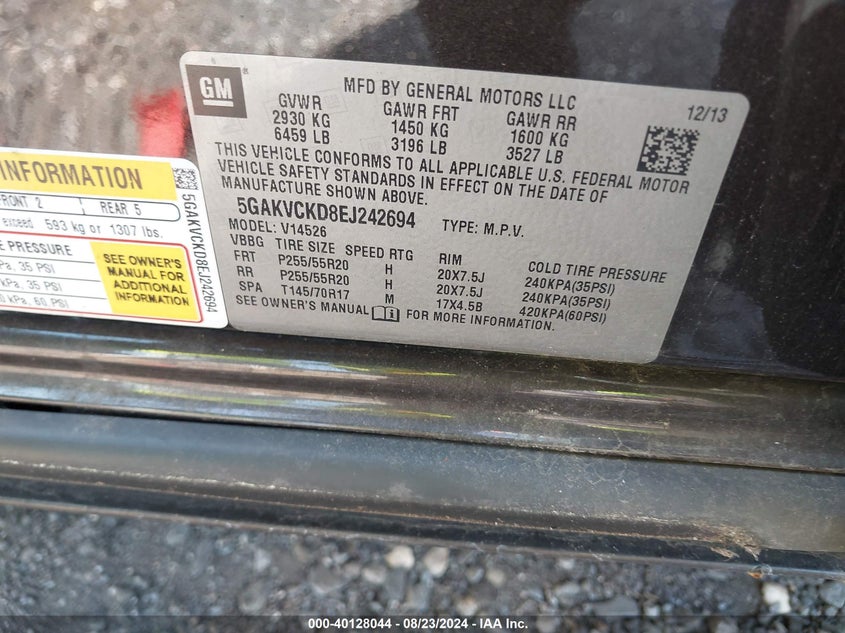 GM
MFD BY GENERAL MOTORS LLC
12/13
GVWR GAWR FRT GAWR RR
2930 KG 1450 KG 1600 KG
6459 LB 3196 LB 3527 LB
THIS VEHICLE CONFORMS TO ALL APPLICABLE U.S. FEDERAL MOTOR
VEHICLE SAFETY STANDARDS IN EFFECT ON THE DATE OF
MANUFACTURE SHOWN ABOVE.
5GAKVCKD8EJ242694 TYPE: M.P.V.
MODEL: V14526
VBBG TIRE SIZE SPEED RTG RIM COLD TIRE PRESSURE
FRT P255/55R20 H 20X7.5J 240KPA(35PSI)
RR P255/55R20 H 20X7.5J 240KPA(35PSI)
SPA T145/70R17 M 17X4.5B 420KPA(60PSI)
SEE OWNER'S MANUAL FOR MORE INFORMATION.
INFORMATION
FRONT 2 REAR 5
exceed 593 kg or 1307 lbs.
PRESSURE
kPa, 35 PSI
kPa, 35 PSI
kPa, 60 PSI
SEE OWNER'S
MANUAL FOR
ADDITIONAL
INFORMATION
5GAKVCKD8EJ242694
000-40128044 - 08/23/2024 - IAA Inc.